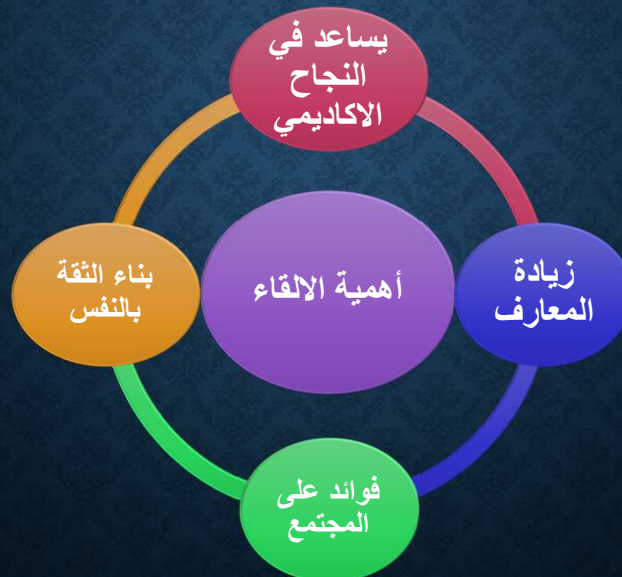 يساعد في
النجاح
الاكاديمي
زيادة
المعارف
أهمية الالقاء
بناء الثقة
بالنفس
فوائد على
المجتمع